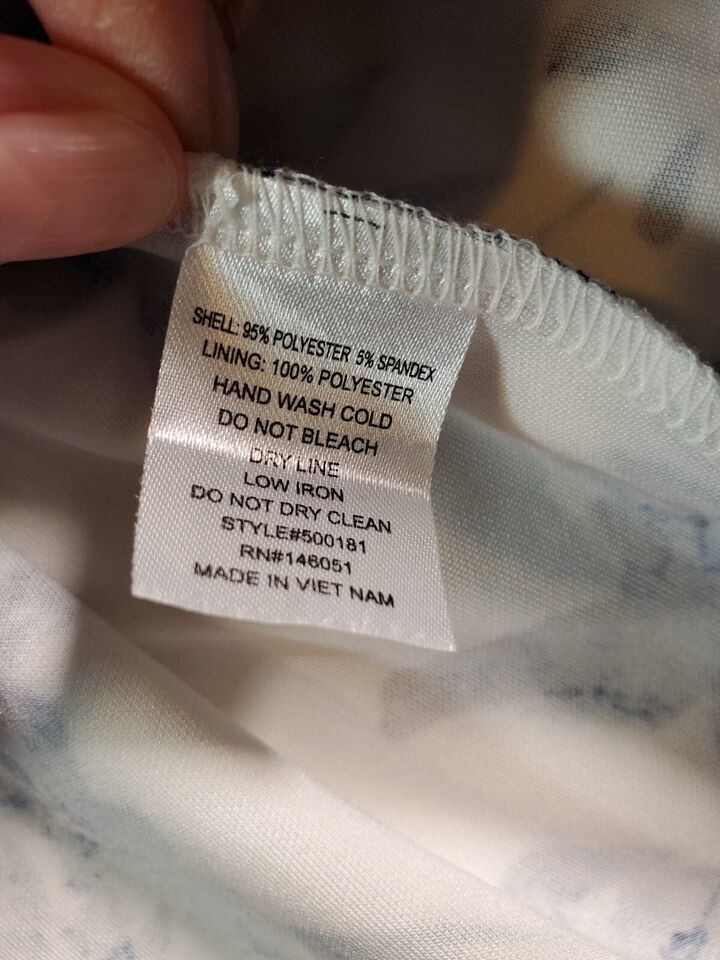 SHELL: 95% POLYESTER 5% SPANDEX
LINING: 100% POLYESTER
HAND WASH COLD
DO NOT BLEACH
DRY LINE
LOW IRON
DO NOT DRY CLEAN
STYLE#500181
RN#146051
MADE IN VIET NAM